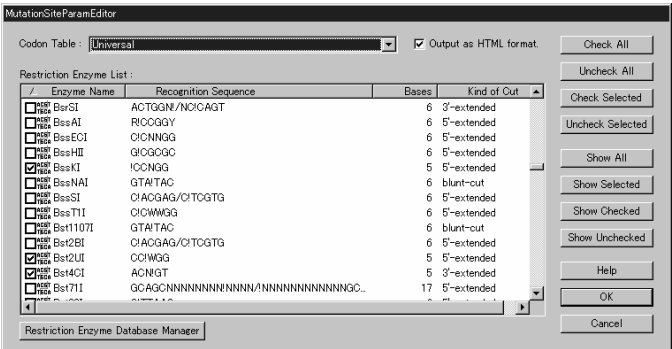 MutationSiteParamEditor
Codon Table : Universal Output as HTML format. Check All
Restriction Enzyme List : Uncheck All
Enzyme Name Recognition Sequence Bases Kind of Cut
BsrSI ACTGGN!/NC!CAGT 6 3'-extended
BssAI R!CCGGY 6 5'-extended
BssECI C!CNNGG 6 5'-extended
BssHII G!CGCGC 6 5'-extended
BssKI !CCNGG 5 5'-extended
BssNAI GTA!TAC 6 blunt-cut
BssSI C!ACGAG/C!TCGTG 6 5'-extended
BssT1I C!CWWGG 6 5'-extended
Bst1107I GTA!TAC 6 blunt-cut
Bst2BI C!ACGAG/C!TCGTG 6 5'-extended
Bst2UI CC!WGG 5 5'-extended
Bst4CI ACN!GT 5 3'-extended
Bst71I GCAGCNNNNNNNN!NNNN/!NNNNNNNNNNNNGC... 17 5'-extended
Check Selected
Uncheck Selected
Show All
Show Selected
Show Checked
Show Unchecked
Help
OK
Cancel
Restriction Enzyme Database Manager